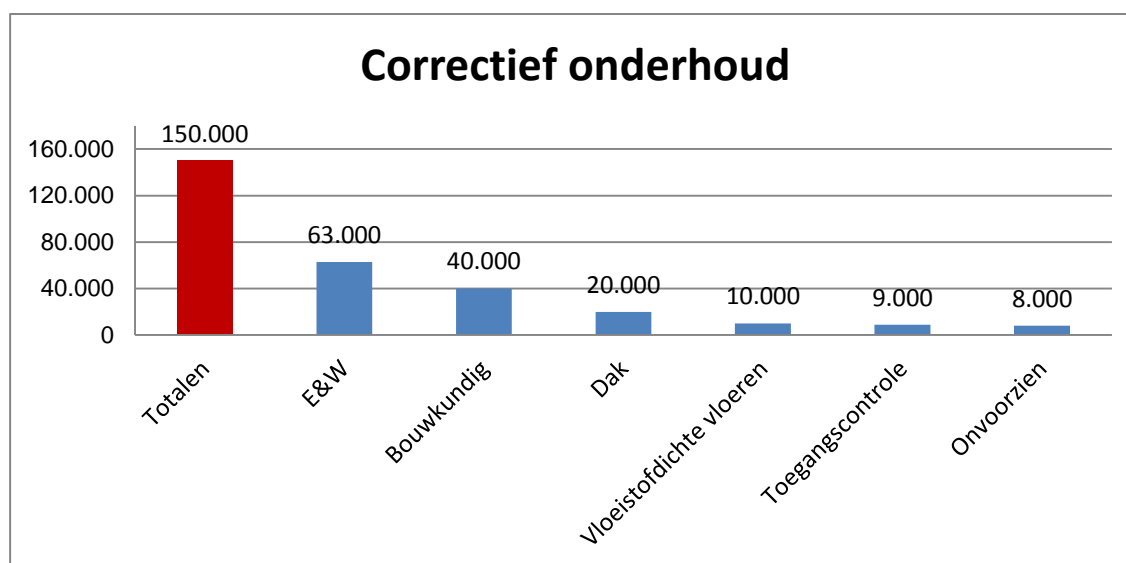 Correctief onderhoud
150.000
160.000
120.000
63.000
80.000
40.000
20.000
10.000
9.000
8.000
40.000
0
Totalen
E&W
Bouwkundig
Dak
Vloeistofdichte vloeren
Toegangscontrole
Onvoorzien